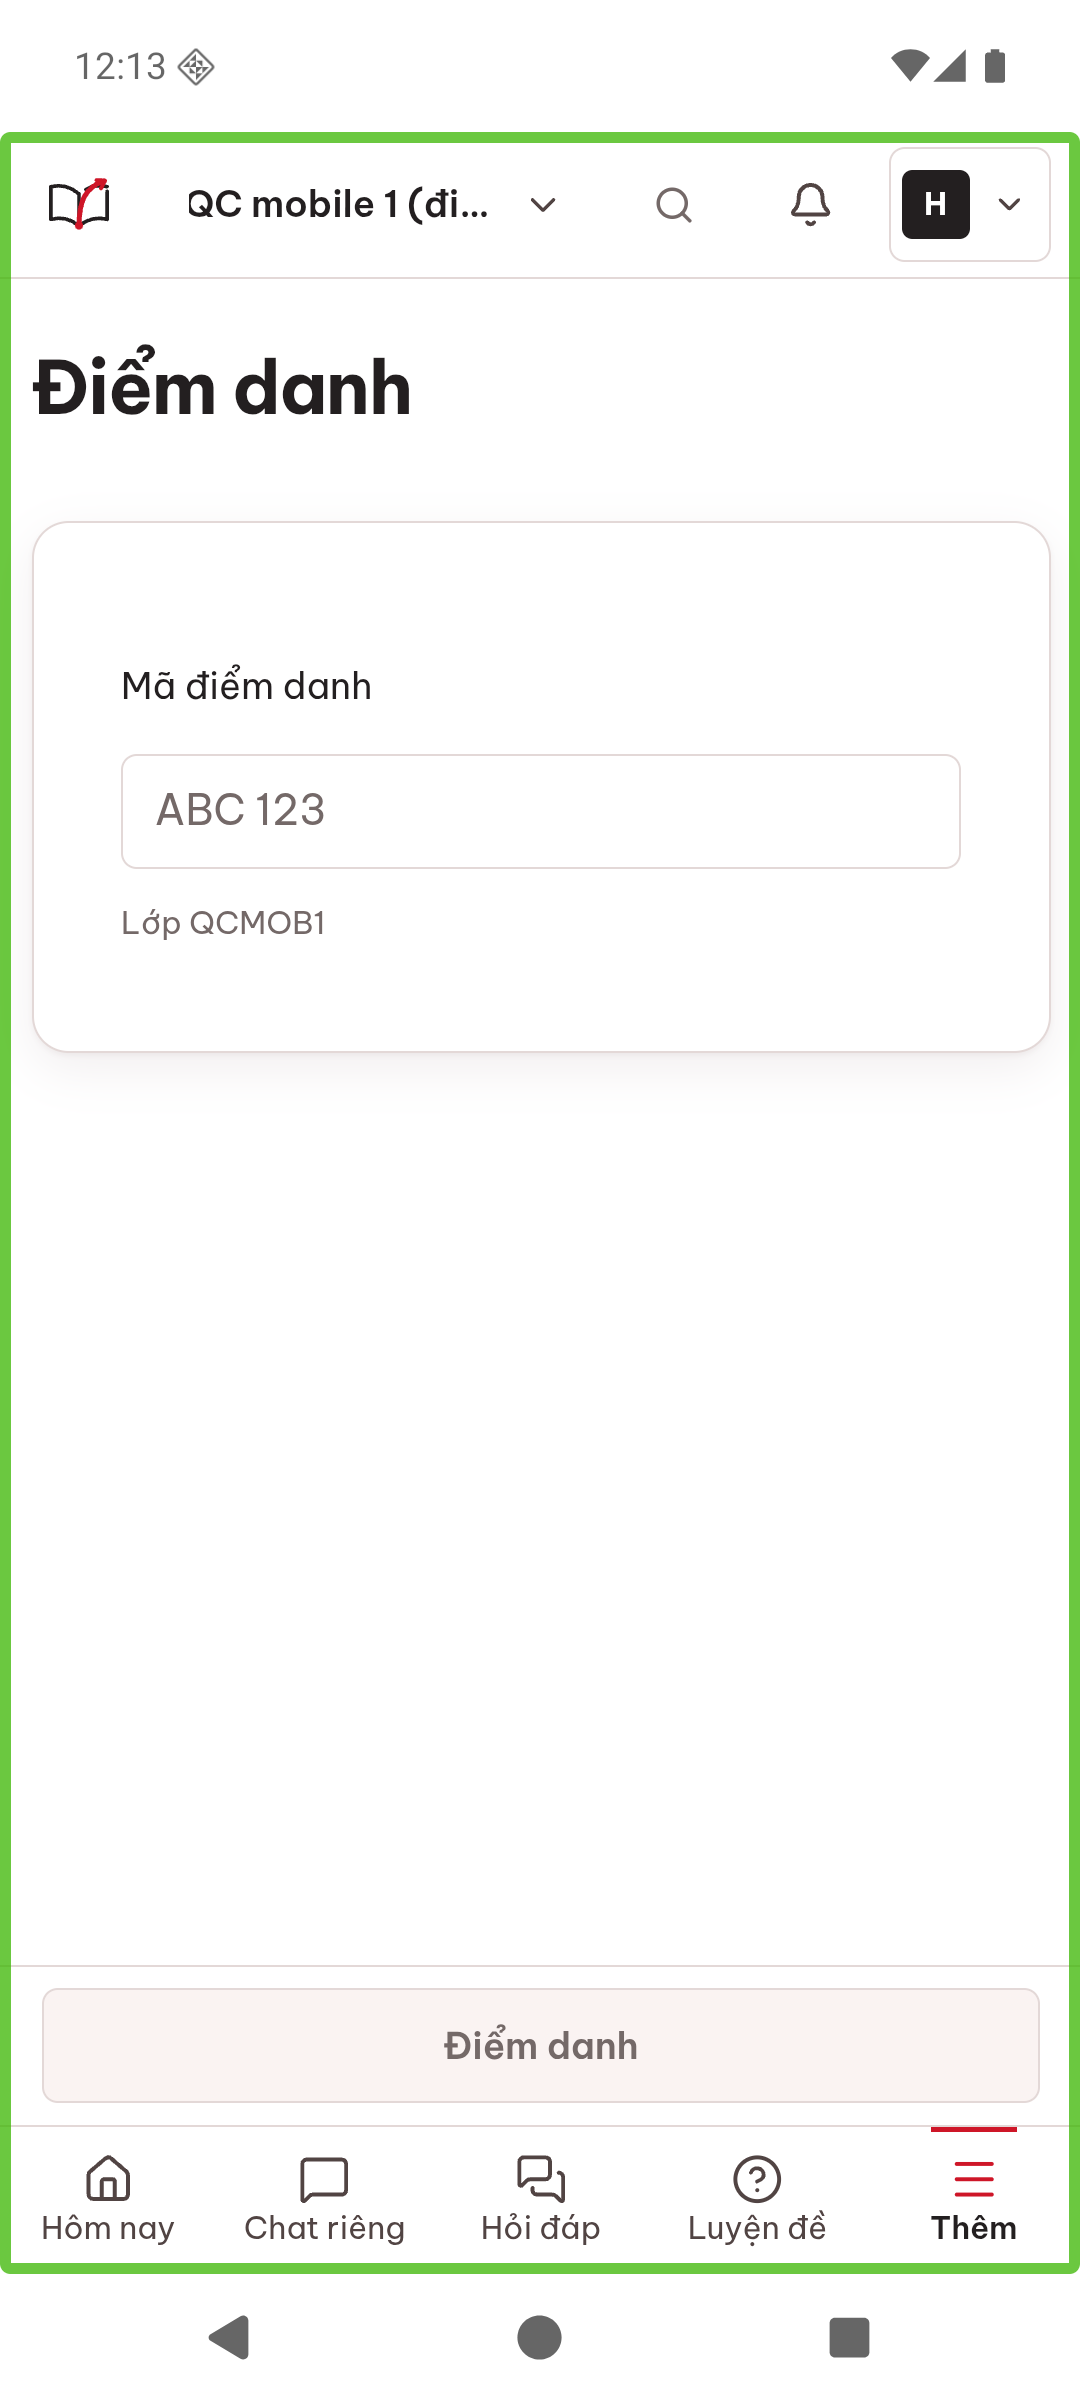 12:13
QC mobile 1 (đi...
H
Điểm danh
Mã điểm danh
ABC 123
Lớp QCMOB1
Điểm danh
Hôm nay
Chat riêng
Hỏi đáp
Luyện đề
Thêm